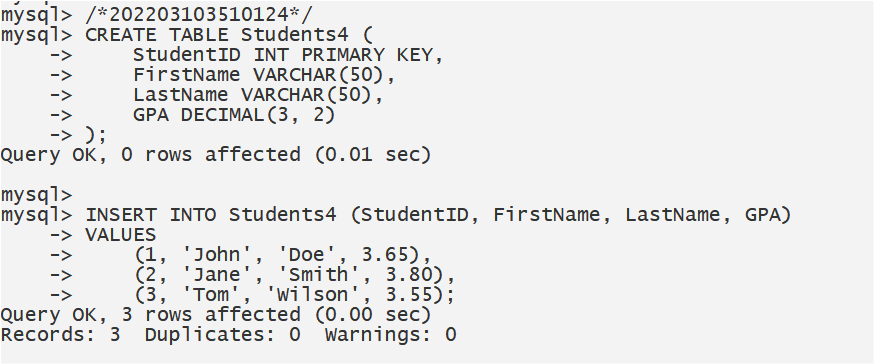 mysql> /*202203103510124*/
mysql> CREATE TABLE Students4 (
    ->     StudentID INT PRIMARY KEY,
    ->     FirstName VARCHAR(50),
    ->     LastName VARCHAR(50),
    ->     GPA DECIMAL(3, 2)
    -> );
Query OK, 0 rows affected (0.01 sec)

mysql>
mysql> INSERT INTO Students4 (StudentID, FirstName, LastName, GPA)
    -> VALUES
    ->     (1, 'John', 'Doe', 3.65),
    ->     (2, 'Jane', 'Smith', 3.80),
    ->     (3, 'Tom', 'Wilson', 3.55);
Query OK, 3 rows affected (0.00 sec)
Records: 3  Duplicates: 0  Warnings: 0